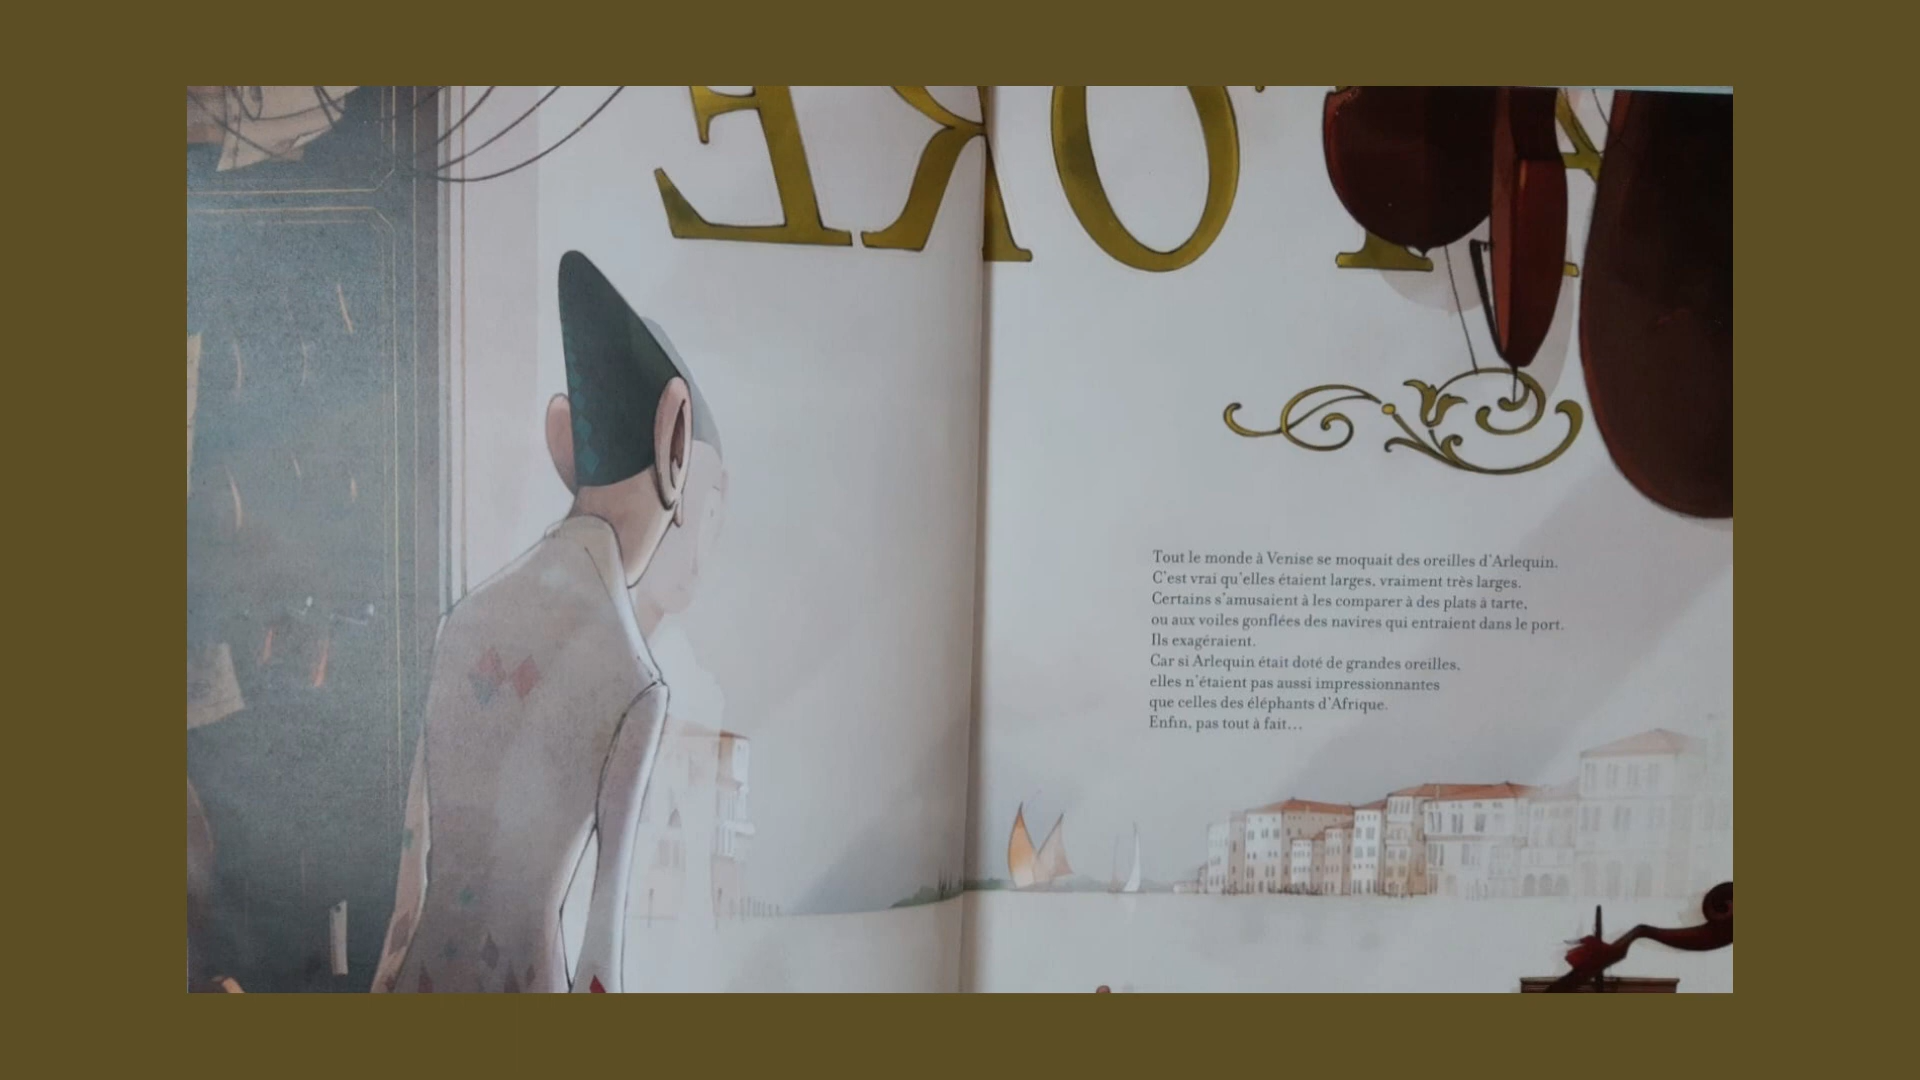 ORE
Tout le monde à Venise se moquait des oreilles d'Arlequin.
C'est vrai qu'elles étaient larges, vraiment très larges.
Certains s'amusaient à les comparer à des plats à tarte,
ou aux voiles gonflées des navires qui entraient dans le port.
Ils exagéraient.
Car si Arlequin était doté de grandes oreilles,
elles n'étaient pas aussi impressionnantes
que celles des éléphants d'Afrique.
Enfin, pas tout à fait...